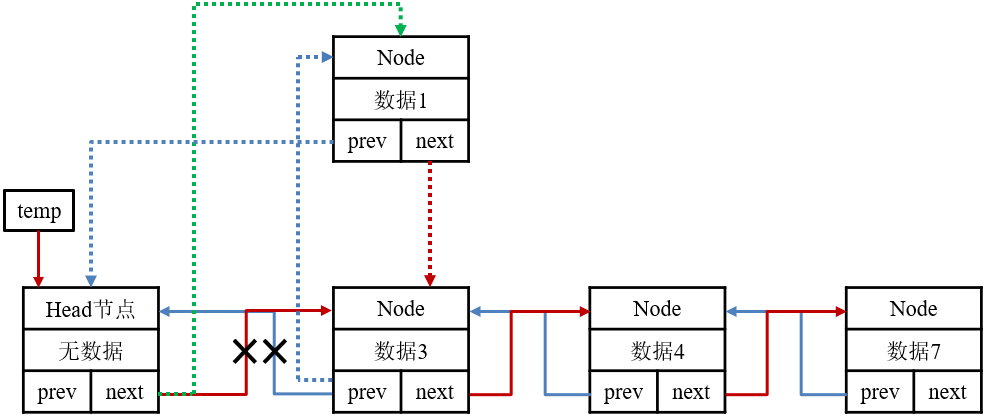 Node
数据1
prev next
temp
Head节点
无数据
prev next
Node
数据3
prev next
Node
数据4
prev next
Node
数据7
prev next